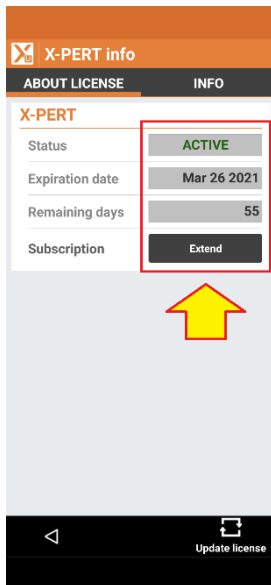 X-PERT info
ABOUT LICENSE INFO
X-PERT
Status ACTIVE
Expiration date Mar 26 2021
Remaining days 55
Subscription Extend
Update license